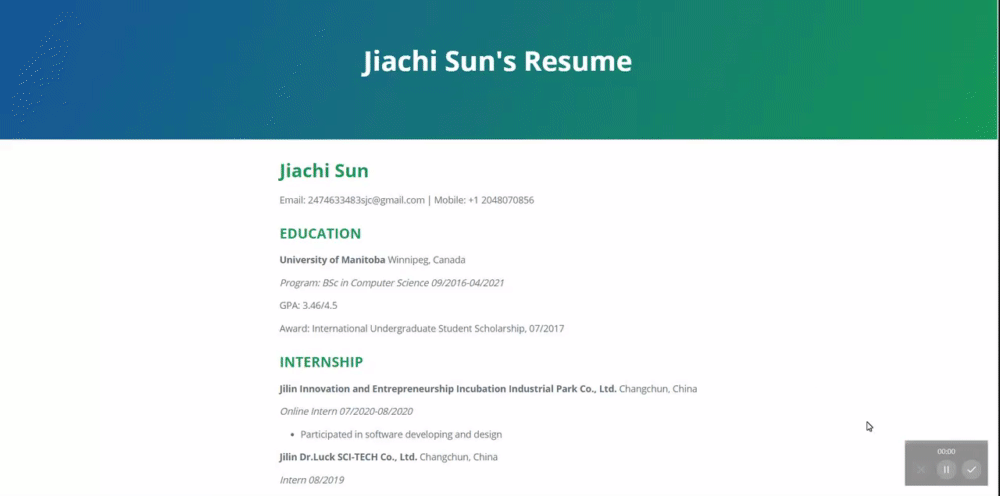 Jiachi Sun's Resume
Jiachi Sun
Email: 2474633483sjc@gmail.com | Mobile: +1 2048070856
EDUCATION
University of Manitoba Winnipeg, Canada
Program: BSc in Computer Science 09/2016-04/2021
GPA: 3.46/4.5
Award: International Undergraduate Student Scholarship, 07/2017
INTERNSHIP
Jilin Innovation and Entrepreneurship Incubation Industrial Park Co., Ltd. Changchun, China
Online Intern 07/2020-08/2020
• Participated in software developing and design
Jilin Dr.Luck SCI-TECH Co., Ltd. Changchun, China
Intern 08/2019
00:00